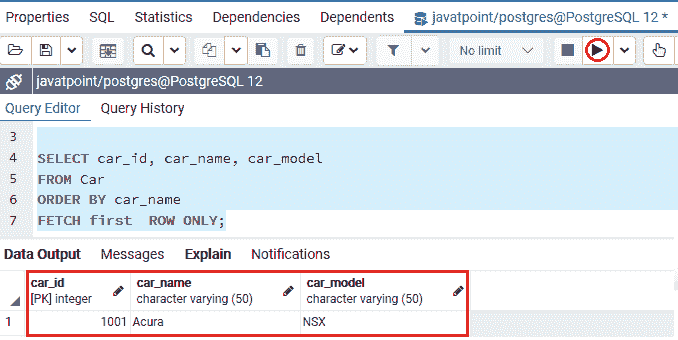 Properties SQL Statistics Dependencies Dependents javatpoint/postgres@PostgreSQL 12 *
No limit
javatpoint/postgres@PostgreSQL 12
Query Editor Query History
3
4 SELECT car_id, car_name, car_model
5 FROM Car
6 ORDER BY car_name
7 FETCH first ROW ONLY;
Data Output Messages Explain Notifications
car_id car_name car_model
[PK] integer character varying (50) character varying (50)
1 1001 Acura NSX